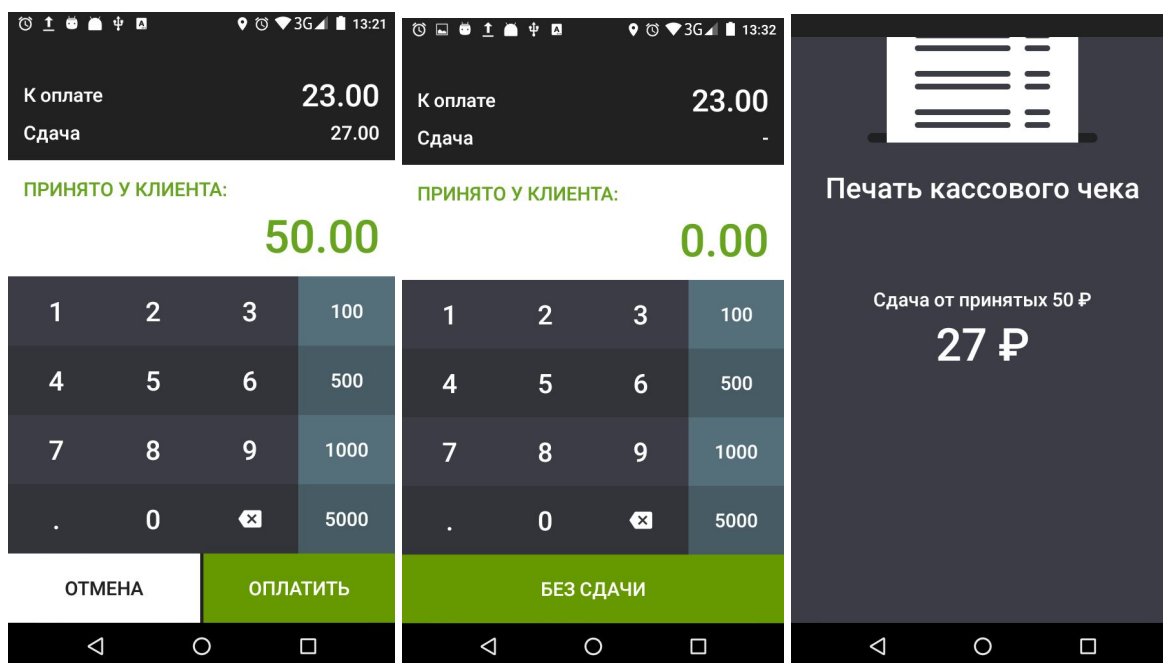 3G 13:21
К оплате 23.00
Сдача 27.00
ПРИНЯТО У КЛИЕНТА:
50.00
1 2 3 100
4 5 6 500
7 8 9 1000
. 0 5000
ОТМЕНА ОПЛАТИТЬ
3G 13:32
К оплате 23.00
Сдача -
ПРИНЯТО У КЛИЕНТА:
0.00
1 2 3 100
4 5 6 500
7 8 9 1000
. 0 5000
БЕЗ СДАЧИ
Печать кассового чека
Сдача от принятых 50 ₽
27 ₽